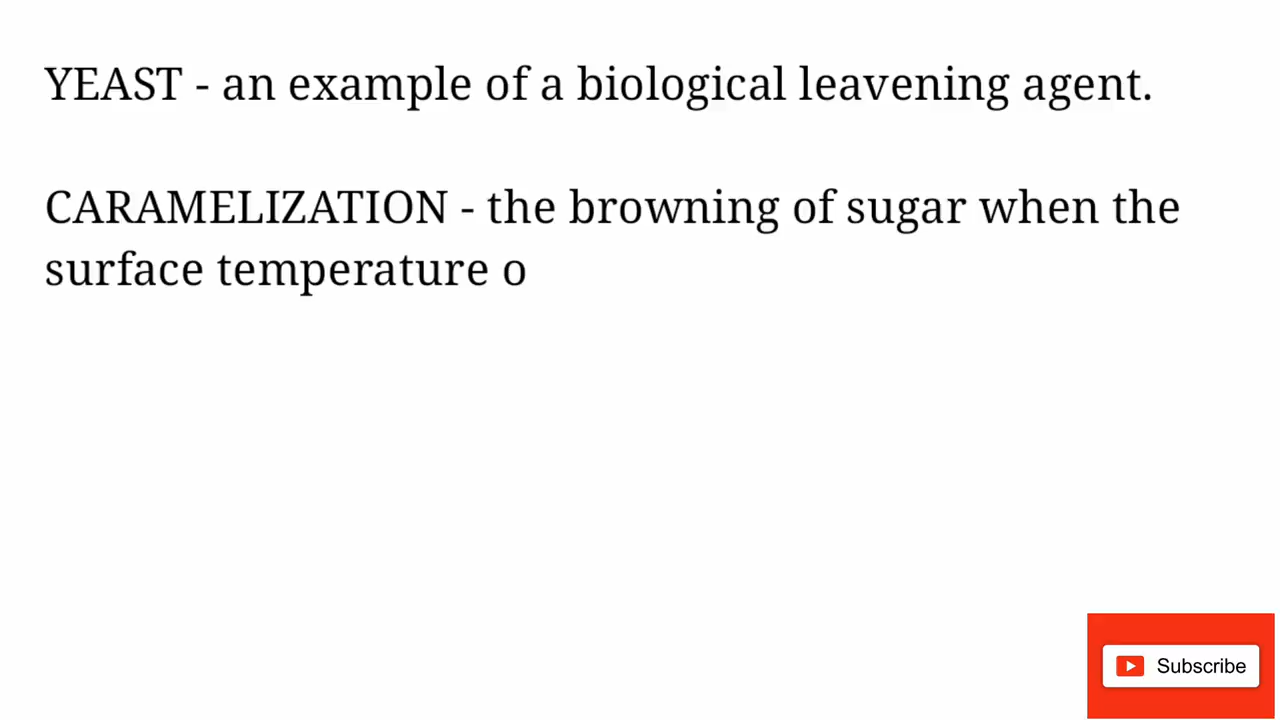 YEAST - an example of a biological leavening agent.
CARAMELIZATION - the browning of sugar when the
surface temperature o
Subscribe